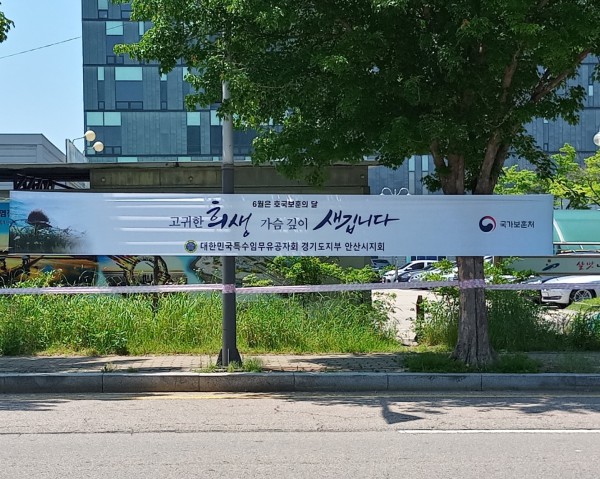 6월은 호국보훈의 달
고귀한 희생 가슴 깊이 새깁니다
대한민국특수임무유공자회 경기도지부 안산시지회
국가보훈처